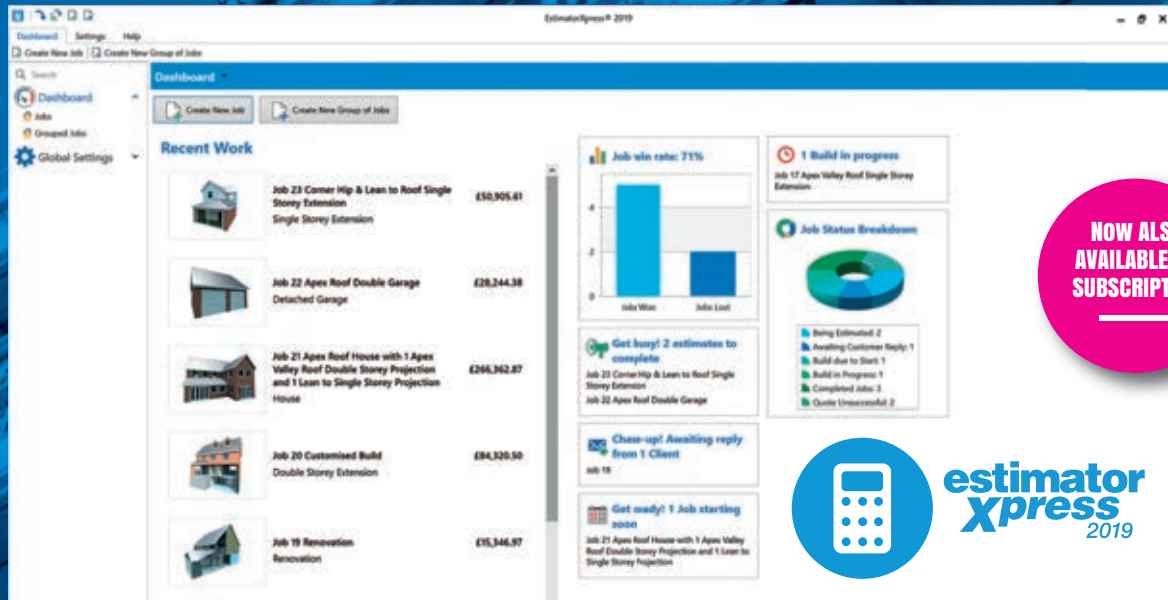 EstimatorXpress® 2019
Dashboard Settings Help
Create New Job Create New Group of Jobs
Search
Dashboard
Jobs
Grouped Jobs
Global Settings
Dashboard
Create New Job Create New Group of Jobs
Recent Work
Job 23 Corner Hip & Lean to Roof Single
Storey Extension
Single Storey Extension
£50,905.61
Job 22 Apex Roof Double Garage
Detached Garage
£28,244.38
Job 21 Apex Roof House with 1 Apex
Valley Roof Double Storey Projection
and 1 Lean to Single Storey Projection
House
£266,362.87
Job 20 Customised Build
Double Storey Extension
£84,320.50
Job 19 Renovation
Renovation
£15,346.97
Job win rate: 71%
4
2
0
Jobs Won Jobs Lost
Get busy! 2 estimates to
complete
Job 23 Corner Hip & Lean to Roof Single
Storey Extension
Job 22 Apex Roof Double Garage
Chase-up! Awaiting reply
from 1 Client
Job 19
Get ready! 1 Job starting
soon
Job 21 Apex Roof House with 1 Apex Valley
Roof Double Storey Projection and 1 Lean to
Single Storey Projection
1 Build in progress
Job 17 Apex Valley Roof Single Storey
Extension
Job Status Breakdown
Being Estimated: 2
Awaiting Customer Reply: 1
Build due to Start: 1
Build in Progress: 1
Completed Jobs: 3
Quote Unsuccessful: 2
NOW ALS
AVAILABLE
SUBSCRIPT
estimator
xpress
2019